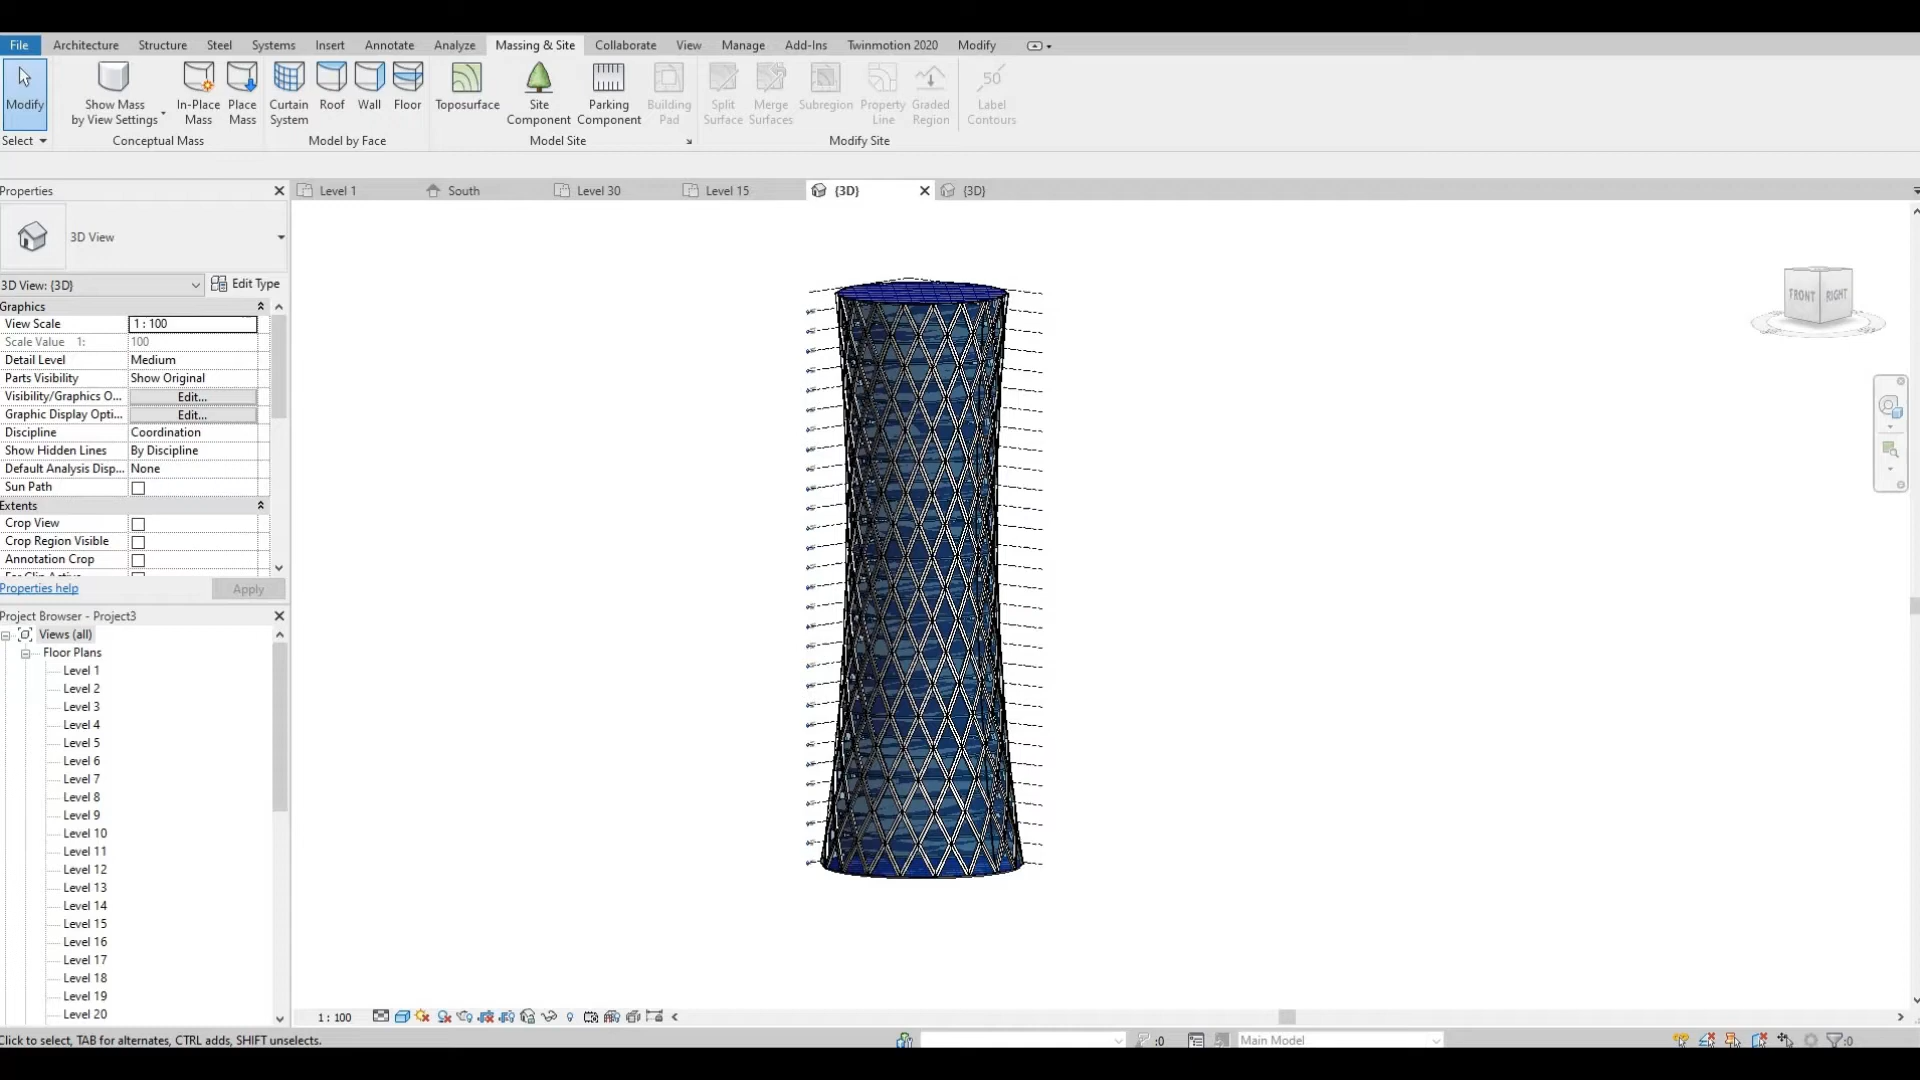 File Architecture Structure Steel Systems Insert Annotate Analyze Massing & Site Collaborate View Manage Add-Ins Twinmotion 2020 Modify
Modify Show Mass In-Place Place Curtain Roof Wall Floor Toposurface Site Parking Building Split Merge Subregion Property Graded 50 Label
by View Settings Mass Mass System Component Component Pad Surface Surfaces Line Region Contours
Select Conceptual Mass Model by Face Model Site Modify Site
Properties Level 1 South Level 30 Level 15 {3D} {3D}
3D View
3D View: {3D} Edit Type
Graphics
View Scale 1 : 100
Scale Value 1: 100
Detail Level Medium
Parts Visibility Show Original
Visibility/Graphics O... Edit...
Graphic Display Opti... Edit...
Discipline Coordination
Show Hidden Lines By Discipline
Default Analysis Disp... None
Sun Path
Extents
Crop View
Crop Region Visible
Annotation Crop
Properties help Apply
FRONT RIGHT
Project Browser - Project3
Views (all)
Floor Plans
Level 1
Level 2
Level 3
Level 4
Level 5
Level 6
Level 7
Level 8
Level 9
Level 10
Level 11
Level 12
Level 13
Level 14
Level 15
Level 16
Level 17
Level 18
Level 19
Level 20
1 : 100
Click to select, TAB for alternates, CTRL adds, SHIFT unselects. :0 Main Model :0